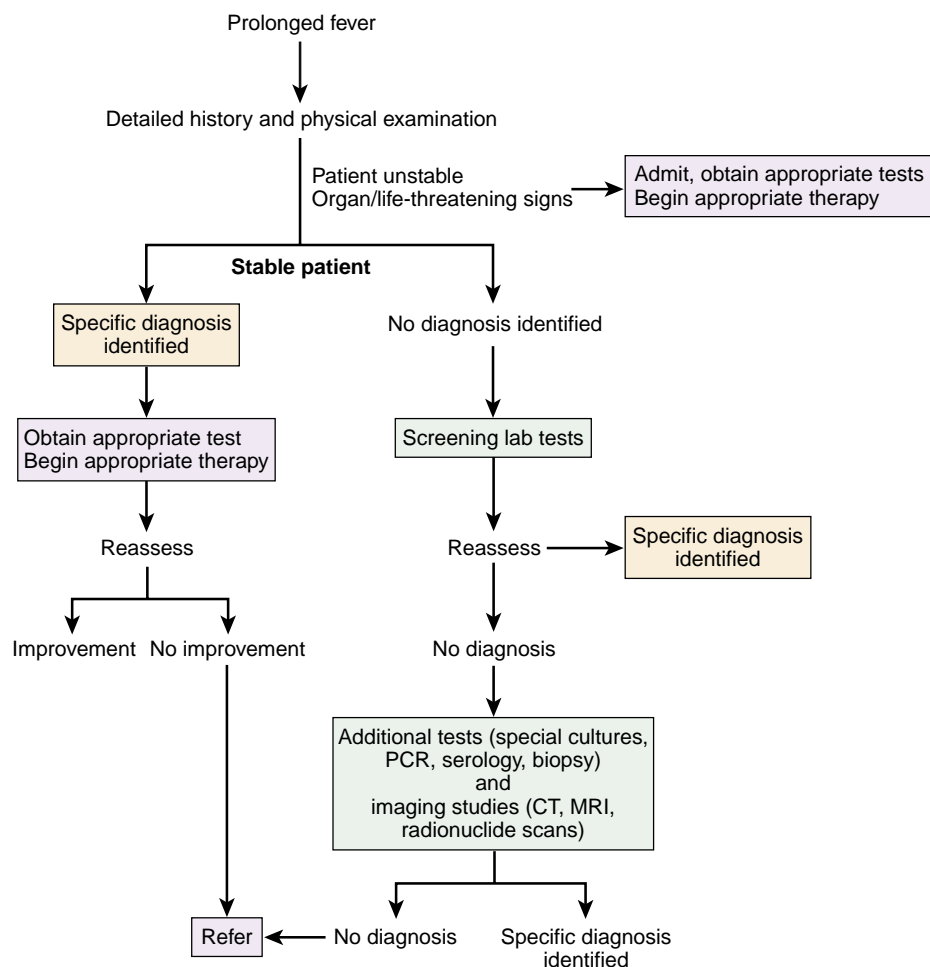 Prolonged fever
Detailed history and physical examination
Patient unstable
Organ/life-threatening signs
Admit, obtain appropriate tests
Begin appropriate therapy
Stable patient
Specific diagnosis
identified
No diagnosis identified
Obtain appropriate test
Begin appropriate therapy
Screening lab tests
Reassess
Reassess
Specific diagnosis
identified
Improvement
No improvement
No diagnosis
Additional tests (special cultures,
PCR, serology, biopsy)
and
imaging studies (CT, MRI,
radionuclide scans)
Refer
No diagnosis
Specific diagnosis
identified